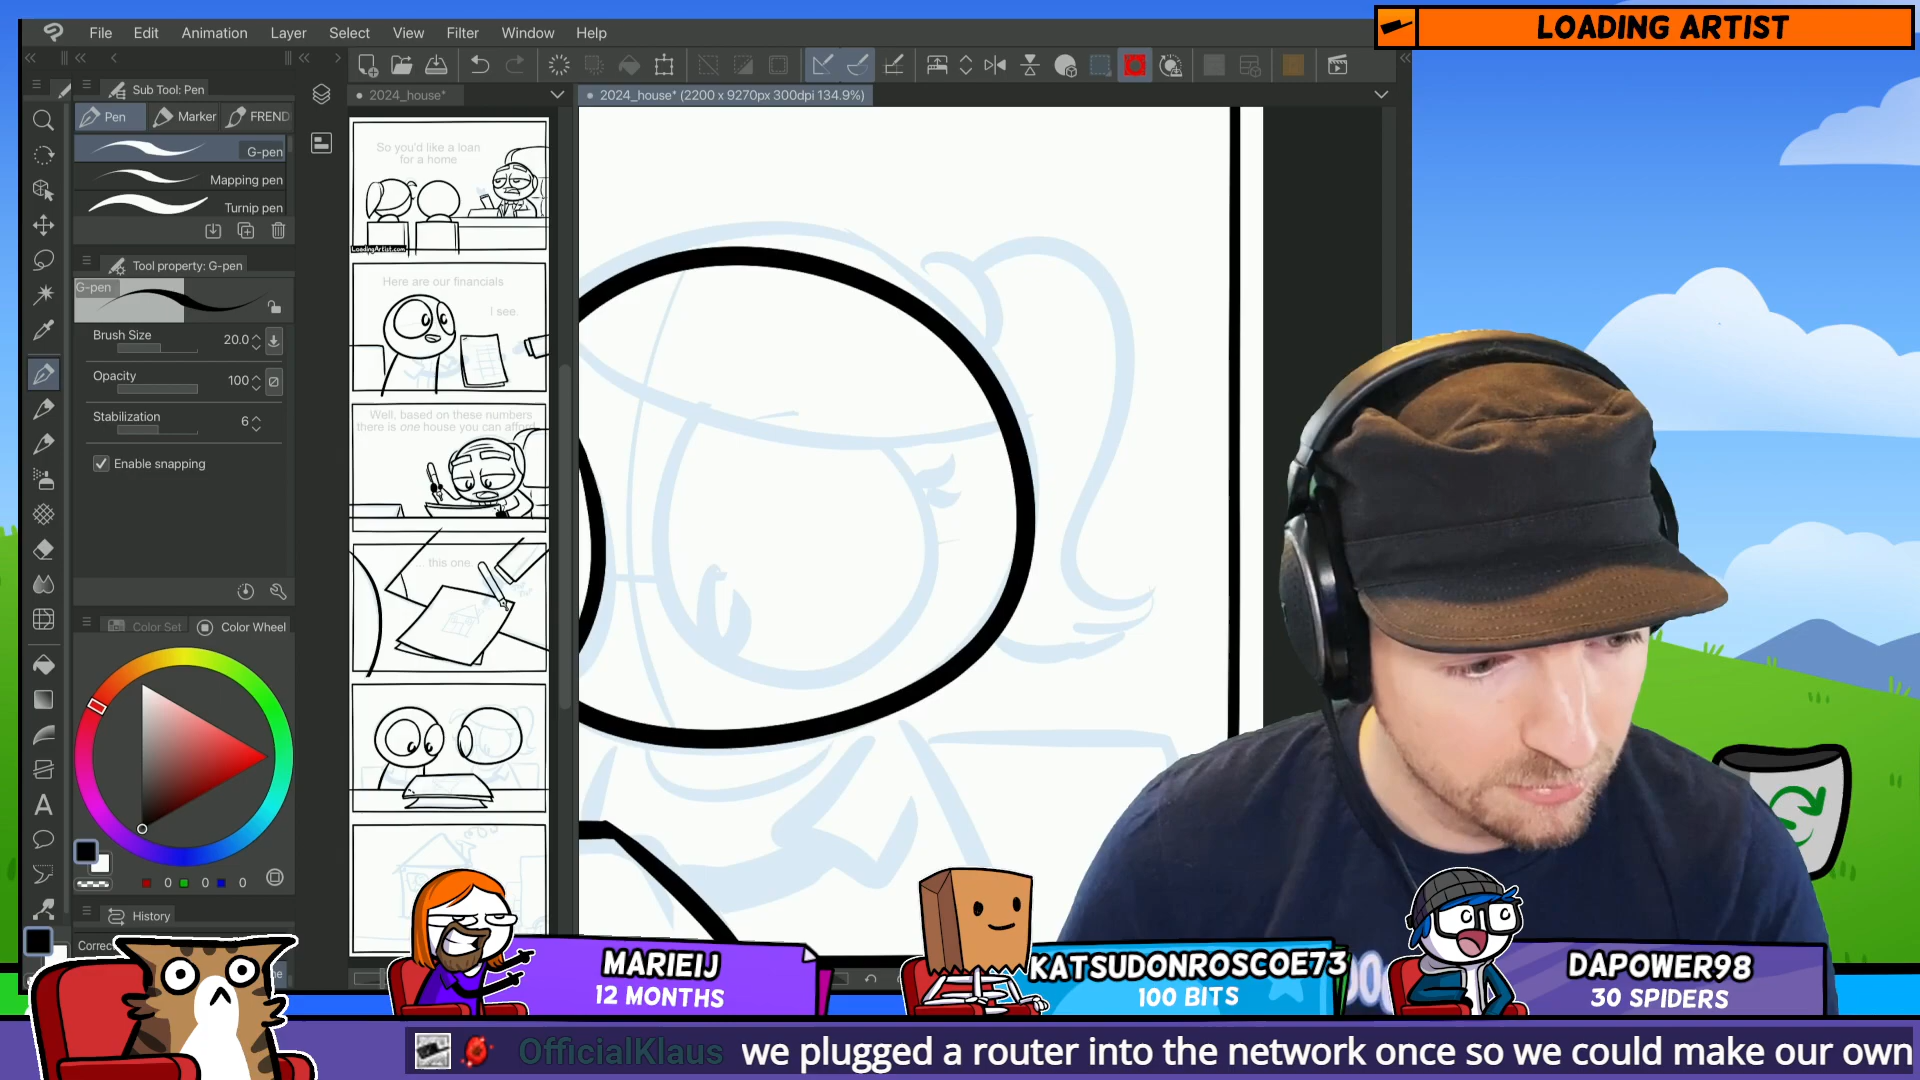 LOADING ARTIST
File Edit Animation Layer Select View Filter Window Help
Sub Tool: Pen
2024_house*
2024_house* (2200 x 9270px 300dpi 134.9%)
Pen Marker FREND
G-pen
Mapping pen
Turnip pen
Tool property: G-pen
G-pen
Brush Size 20.0
Opacity 100
Stabilization 6
Enable snapping
Color Set Color Wheel
0 0 0
History
Correc
So you'd like a loan
for a home
LoadingArtist.com
Here are our financials
I see
Well, based on these numbers
there is one house you can afford
... this one.
MARIEIJ
12 MONTHS
KATSUDONROSCOE73
100 BITS
DAPOWER98
30 SPIDERS
OfficialKlaus we plugged a router into the network once so we could make our own